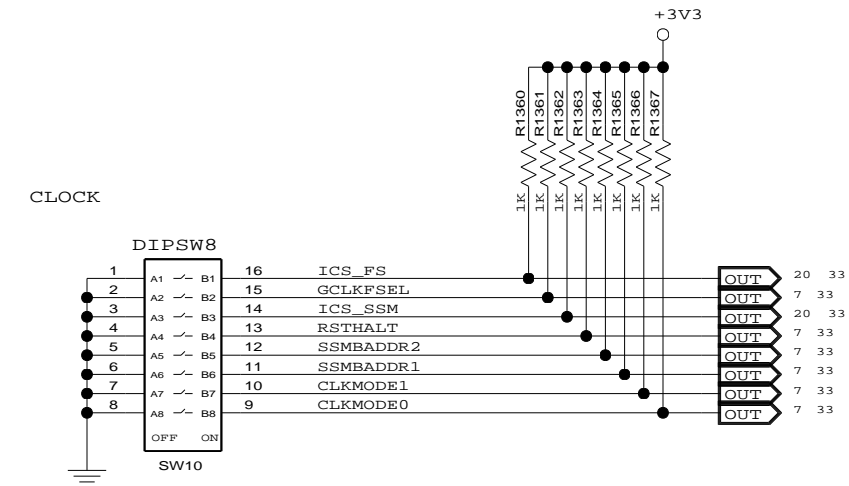 +3V3
R1360
R1361
R1362
R1363
R1364
R1365
R1366
R1367
1K
1K
1K
1K
1K
1K
1K
1K
CLOCK
DIPSW8
1 A1 B1 16 ICS_FS OUT 20 33
2 A2 B2 15 GCLKFSEL OUT 7 33
3 A3 B3 14 ICS_SSM OUT 20 33
4 A4 B4 13 RSTHALT OUT 7 33
5 A5 B5 12 SSMBADDR2 OUT 7 33
6 A6 B6 11 SSMBADDR1 OUT 7 33
7 A7 B7 10 CLKMODE1 OUT 7 33
8 A8 B8 9 CLKMODE0 OUT 7 33
OFF ON
SW10